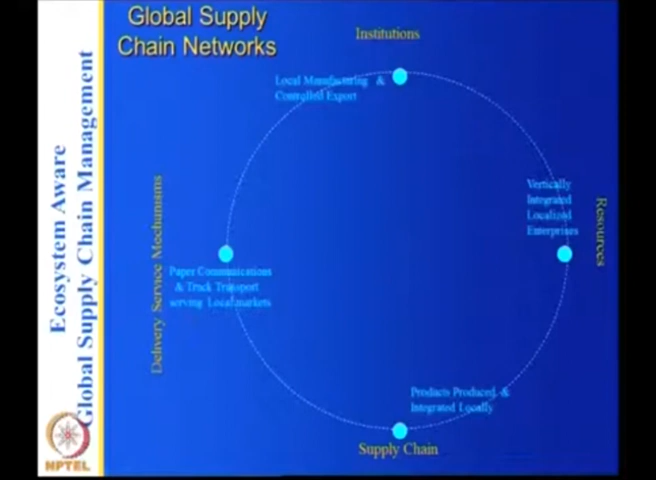 Global Supply
Chain Networks
Institutions
Local Manufacturing &
Controlled Export
Vertically
Integrated
Localized
Enterprises
Resources
Delivery Service Mechanisms
Paper Communications
& Truck Transport
serving Local markets
Products Produced &
Integrated Locally
Supply Chain
Ecosystem Aware
Global Supply Chain Management
NPTEL